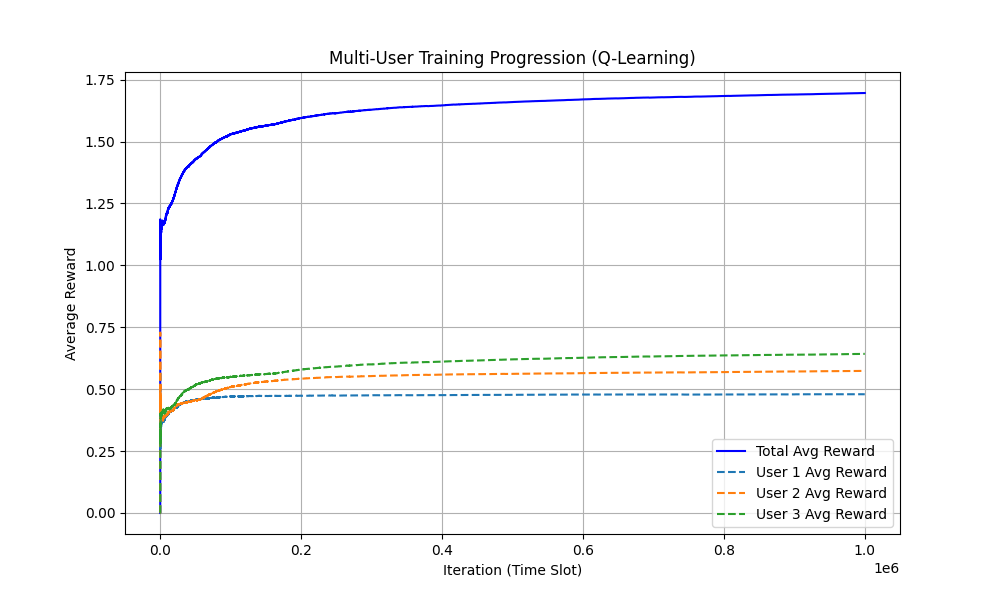 Multi-User Training Progression (Q-Learning)
Average Reward
1.75
1.50
1.25
1.00
0.75
0.50
0.25
0.00
Total Avg Reward
User 1 Avg Reward
User 2 Avg Reward
User 3 Avg Reward
0.0 0.2 0.4 0.6 0.8 1.0
1e6
Iteration (Time Slot)